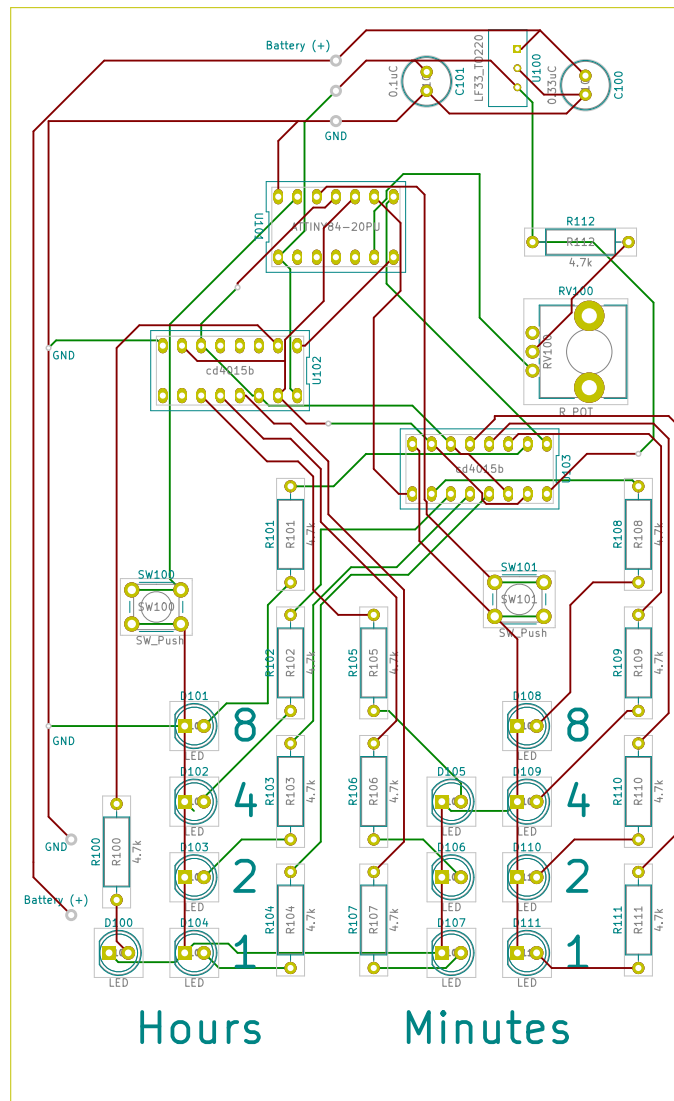 Battery (+)
0.1uC
C101
LF33_TO220
U100
0.33uC
C100
GND
U101
ATTINY84-20PU
R112
R112
4.7k
RV100
RV100
R_POT
GND
cd4015b
U102
cd4015b
U103
R101
R101
4.7k
R108
R108
4.7k
SW100
SW100
SW_Push
SW101
SW101
SW_Push
R102
R102
4.7k
R105
R105
4.7k
R109
R109
4.7k
D101
LED
8
D108
LED
8
GND
D102
LED
4
R103
R103
4.7k
R106
R106
4.7k
D105
LED
D109
LED
4
R110
R110
4.7k
R100
R100
4.7k
GND
D103
LED
2
D106
LED
D110
LED
2
Battery (+)
R104
R104
4.7k
R107
R107
4.7k
R111
R111
4.7k
D100
LED
D104
LED
1
D107
LED
D111
LED
1
Hours
Minutes